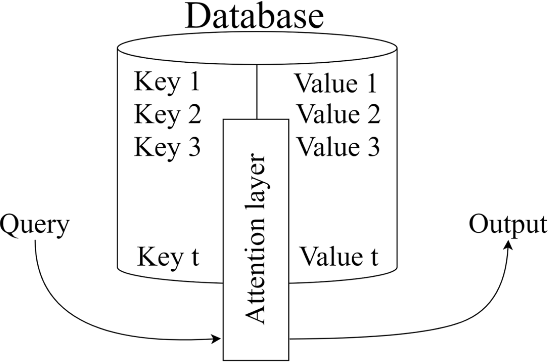 Database
Key 1 Value 1
Key 2 Value 2
Key 3 Value 3
Attention layer
Query Output
Key t Value t